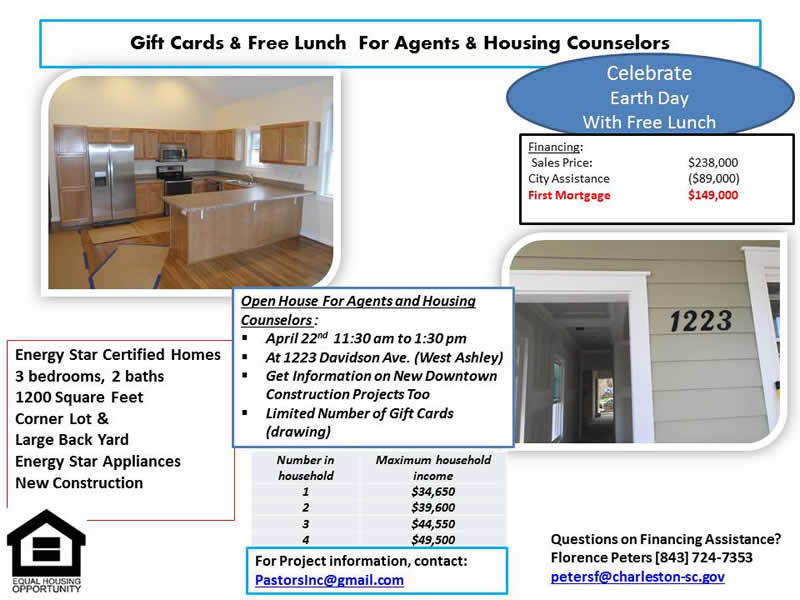 Gift Cards & Free Lunch For Agents & Housing Counselors
Celebrate
Earth Day
With Free Lunch
Financing:
Sales Price: $238,000
City Assistance ($89,000)
First Mortgage $149,000
1223
Open House For Agents and Housing
Counselors :
▪ April 22nd 11:30 am to 1:30 pm
▪ At 1223 Davidson Ave. (West Ashley)
▪ Get Information on New Downtown
Construction Projects Too
▪ Limited Number of Gift Cards
(drawing)
Energy Star Certified Homes
3 bedrooms, 2 baths
1200 Square Feet
Corner Lot &
Large Back Yard
Energy Star Appliances
New Construction
Number in household Maximum household income
1 $34,650
2 $39,600
3 $44,550
4 $49,500
EQUAL HOUSING
OPPORTUNITY
For Project information, contact:
PastorsInc@gmail.com
Questions on Financing Assistance?
Florence Peters [843] 724-7353
petersf@charleston-sc.gov